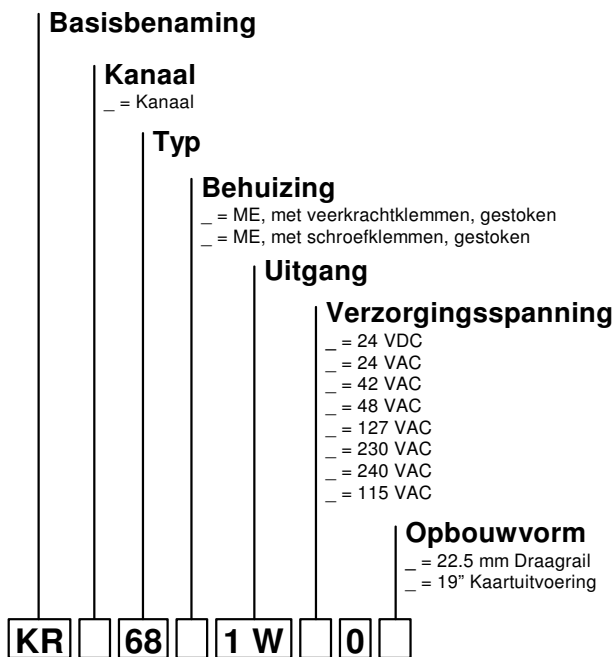 Basisbenaming
Kanaal
_ = Kanaal
Typ
Behuizing
_ = ME, met veerkrachtklemmen, gestoken
_ = ME, met schroefklemmen, gestoken
Uitgang
Verzorgingsspanning
_ = 24 VDC
_ = 24 VAC
_ = 42 VAC
_ = 48 VAC
_ = 127 VAC
_ = 230 VAC
_ = 240 VAC
_ = 115 VAC
Opbouwvorm
_ = 22.5 mm Draagrail
_ = 19" Kaartuitvoering
KR 68 1 W 0